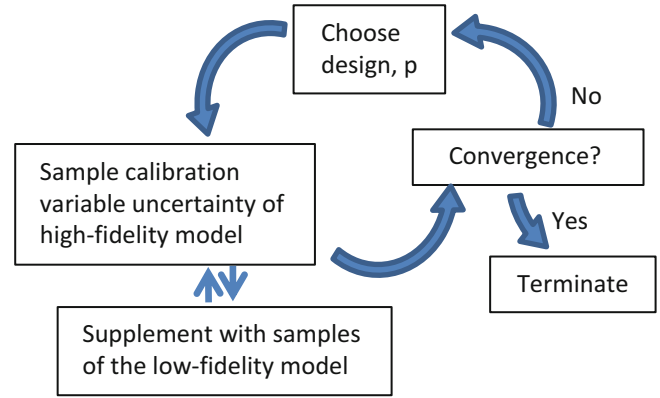 Choose
design, p
No
Convergence?
Sample calibration
variable uncertainty of
high-fidelity model
Yes
Terminate
Supplement with samples
of the low-fidelity model